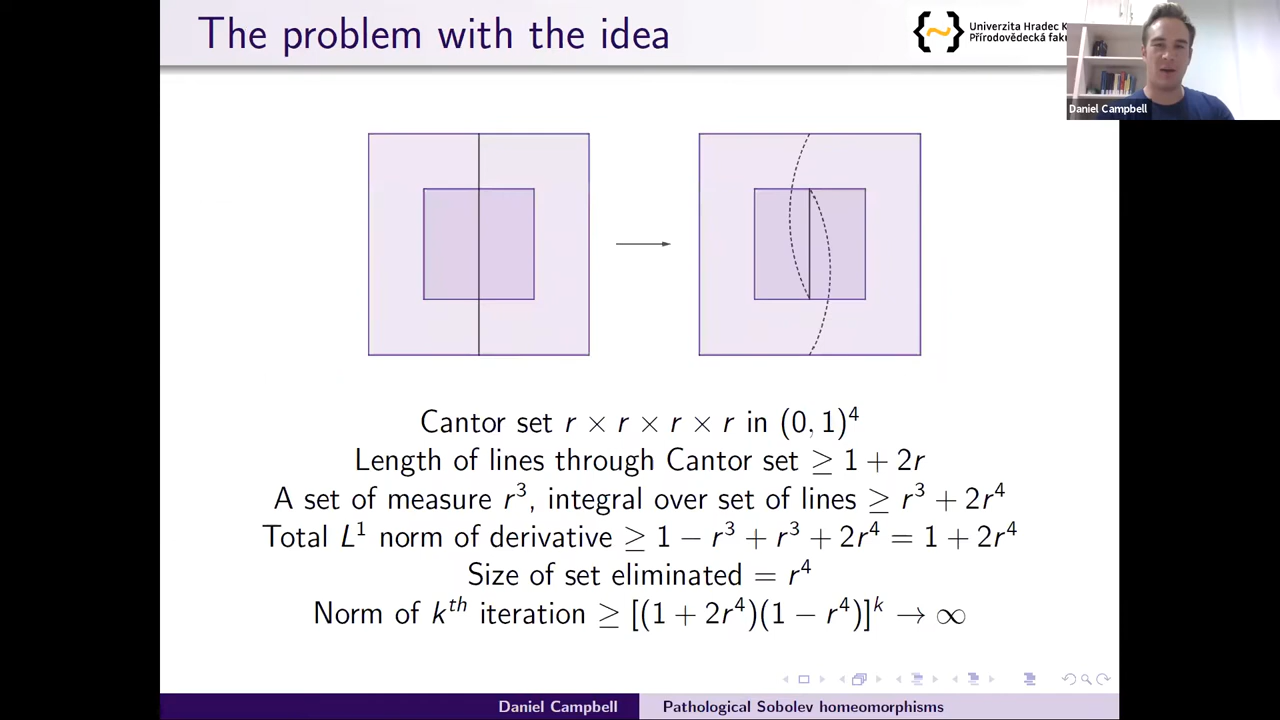 The problem with the idea
Univerzita Hradec K
Přírodovědecká fak
Daniel Campbell
Cantor set r × r × r × r in (0, 1)⁴
Length of lines through Cantor set ≥ 1 + 2r
A set of measure r³, integral over set of lines ≥ r³ + 2r⁴
Total L¹ norm of derivative ≥ 1 − r³ + r³ + 2r⁴ = 1 + 2r⁴
Size of set eliminated = r⁴
Norm of kᵗʰ iteration ≥ [(1 + 2r⁴)(1 − r⁴)]ᵏ → ∞
Daniel Campbell
Pathological Sobolev homeomorphisms